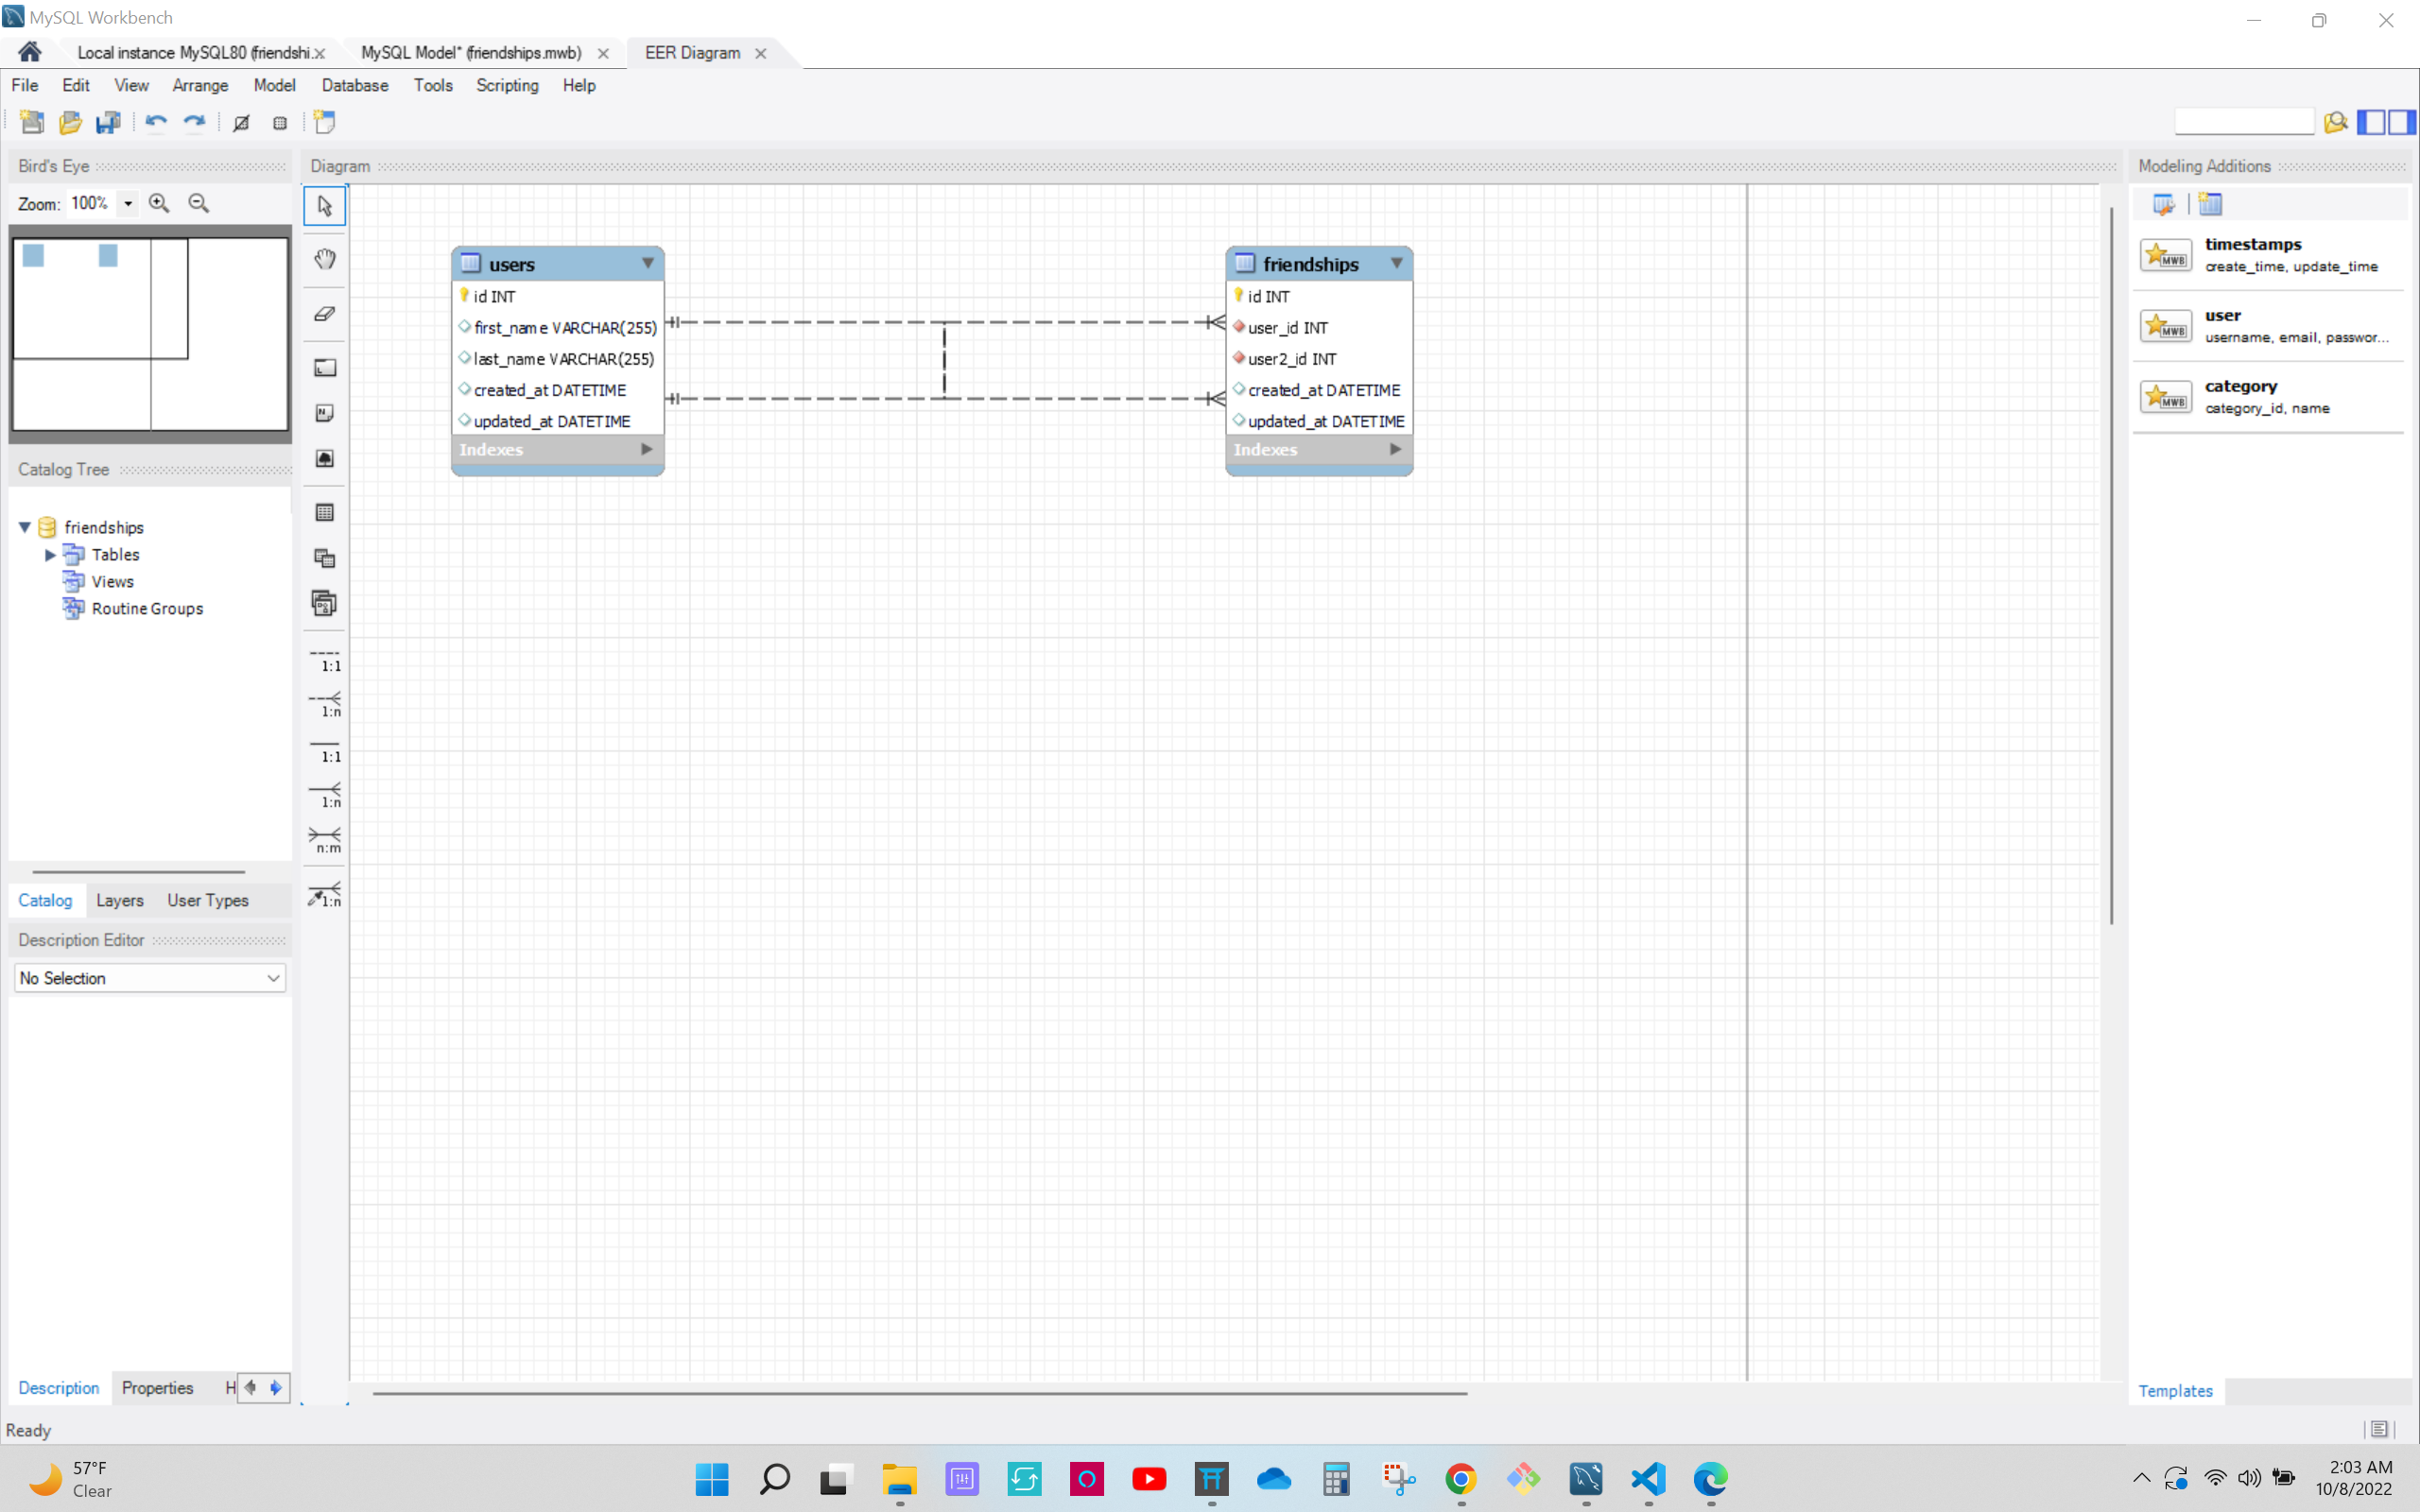 MySQL Workbench
Local instance MySQL80 (friendshi.
MySQL Model* (friendships.mwb)
EER Diagram
File Edit View Arrange Model Database Tools Scripting Help
Bird's Eye
Zoom: 100%
Diagram
users
id INT
first_name VARCHAR(255)
last_name VARCHAR(255)
created_at DATETIME
updated_at DATETIME
Indexes
friendships
id INT
user_id INT
user2_id INT
created_at DATETIME
updated_at DATETIME
Indexes
Modeling Additions
MWB
timestamps
create_time, update_time
MWB
user
username, email, passwor...
MWB
category
category_id, name
Catalog Tree
friendships
Tables
Views
Routine Groups
1:1
1:n
1:1
1:n
n:m
1:n
Catalog Layers User Types
Description Editor
No Selection
Description Properties H
Templates
Ready
57°F
Clear
2:03 AM
10/8/2022